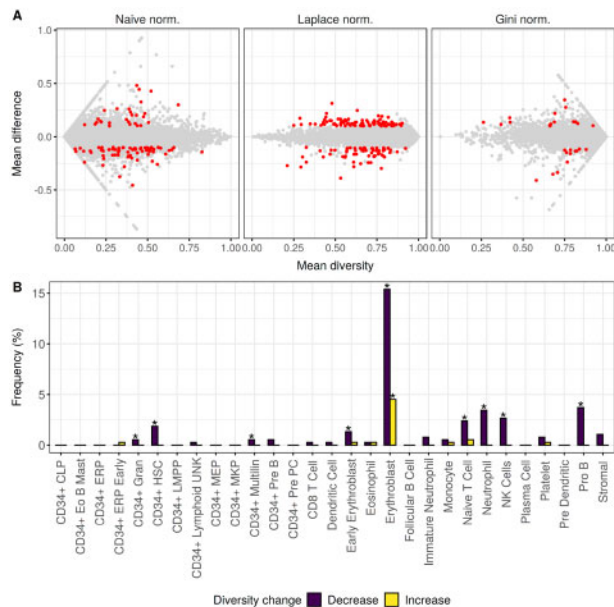 A
Naive norm.
Laplace norm.
Gini norm.
Mean difference
1.0
0.5
0.0
-0.5
0.00 0.25 0.50 0.75 1.00 0.00 0.25 0.50 0.75 1.00 0.00 0.25 0.50 0.75 1.00
Mean diversity
B
Frequency (%)
15
10
5
0
* * * * * * * * * *
CD34+ CLP
CD34+ Eo B Mast
CD34+ ERP
CD34+ ERP Early
CD34+ Gran
CD34+ HSC
CD34+ LMPP
CD34+ Lymphoid UNK
CD34+ MEP
CD34+ MKP
CD34+ Multilin
CD34+ Pre B
CD34+ Pre PC
CD8 T Cell
Dendritic Cell
Early Erythroblast
Eosinophil
Erythroblast
Follicular B Cell
Immature Neutrophil
Monocyte
Naive T Cell
Neutrophil
NK Cells
Plasma Cell
Platelet
Pre Dendritic
Pro B
Stromal
Diversity change Decrease Increase